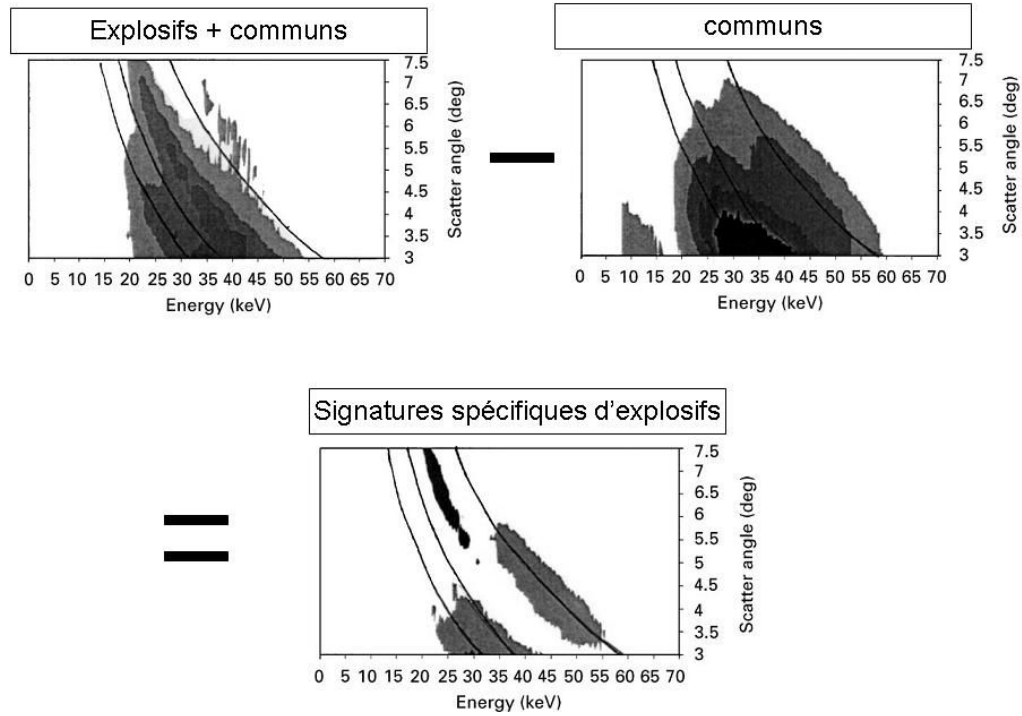 Explosifs + communs
communs
7.5
7
6.5
6
5.5
5
4.5
4
3.5
3
Scatter angle (deg)
0 5 10 15 20 25 30 35 40 45 50 55 60 65 70
Energy (keV)
7.5
7
6.5
6
5.5
5
4.5
4
3.5
3
Scatter angle (deg)
0 5 10 15 20 25 30 35 40 45 50 55 60 65 70
Energy (keV)
Signatures spécifiques d'explosifs
7.5
7
6.5
6
5.5
5
4.5
4
3.5
3
Scatter angle (deg)
0 5 10 15 20 25 30 35 40 45 50 55 60 65 70
Energy (keV)